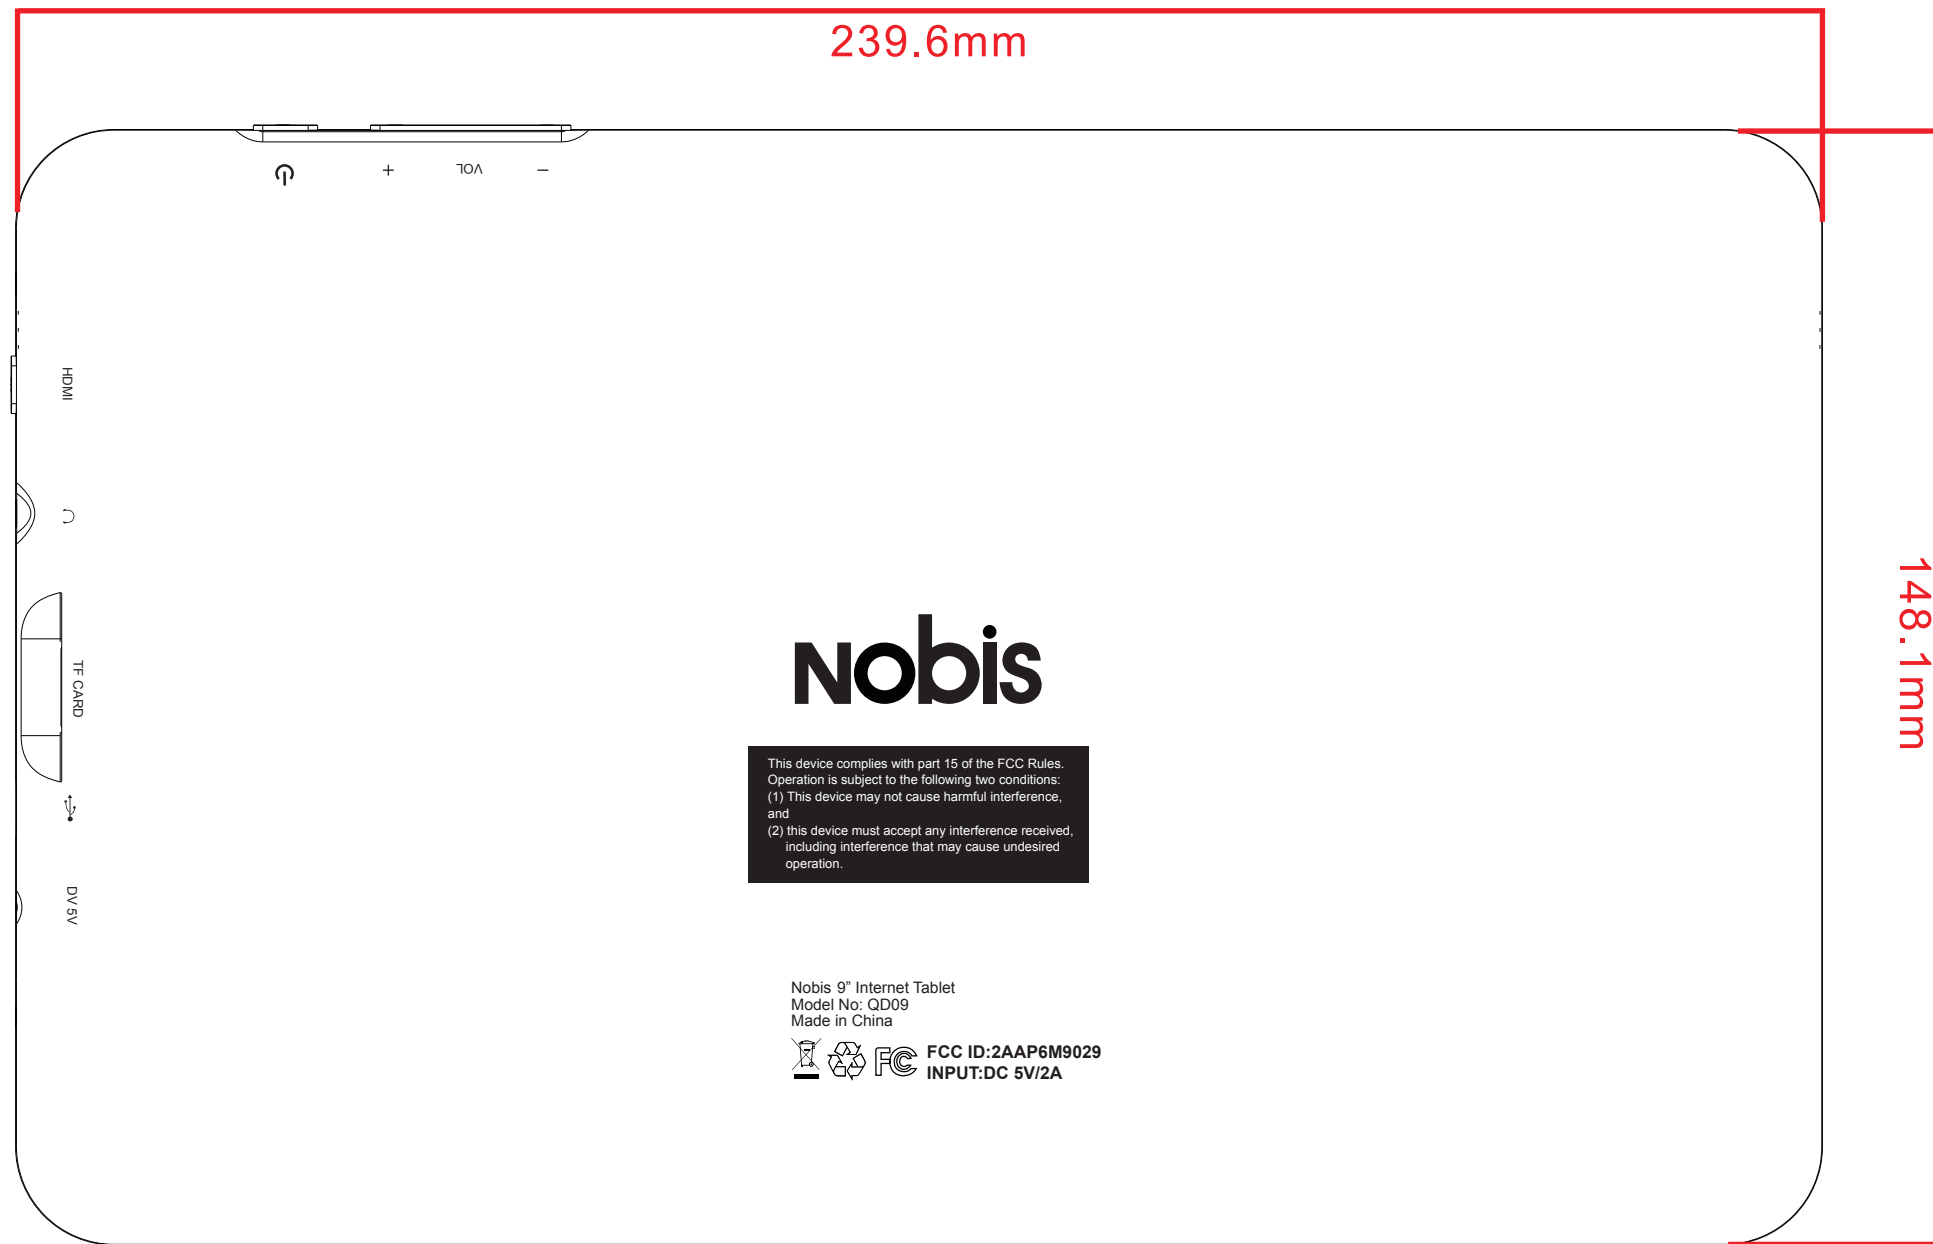 239.6mm
+ VOL −
HDMI
TF CARD
DV 5V
148.1mm
Nobis
This device complies with part 15 of the FCC Rules.
Operation is subject to the following two conditions:
(1) This device may not cause harmful interference,
and
(2) this device must accept any interference received,
including interference that may cause undesired
operation.
Nobis 9” Internet Tablet
Model No: QD09
Made in China
FC FCC ID:2AAP6M9029
INPUT:DC 5V/2A